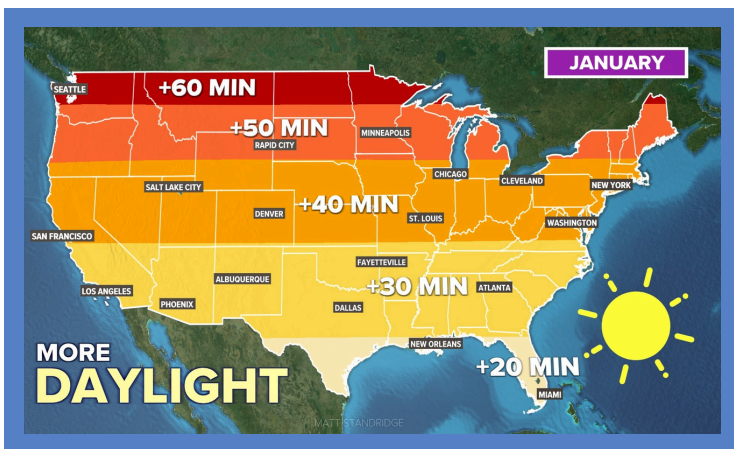 JANUARY
+60 MIN
SEATTLE
+50 MIN
MINNEAPOLIS
RAPID CITY
CHICAGO
CLEVELAND
SALT LAKE CITY
NEW YORK
+40 MIN
DENVER
ST. LOUIS
WASHINGTON
SAN FRANCISCO
FAYETTEVILLE
ALBUQUERQUE
+30 MIN
ATLANTA
LOS ANGELES
PHOENIX
DALLAS
NEW ORLEANS
MORE
DAYLIGHT
+20 MIN
MIAMI
MATT STANDRIDGE